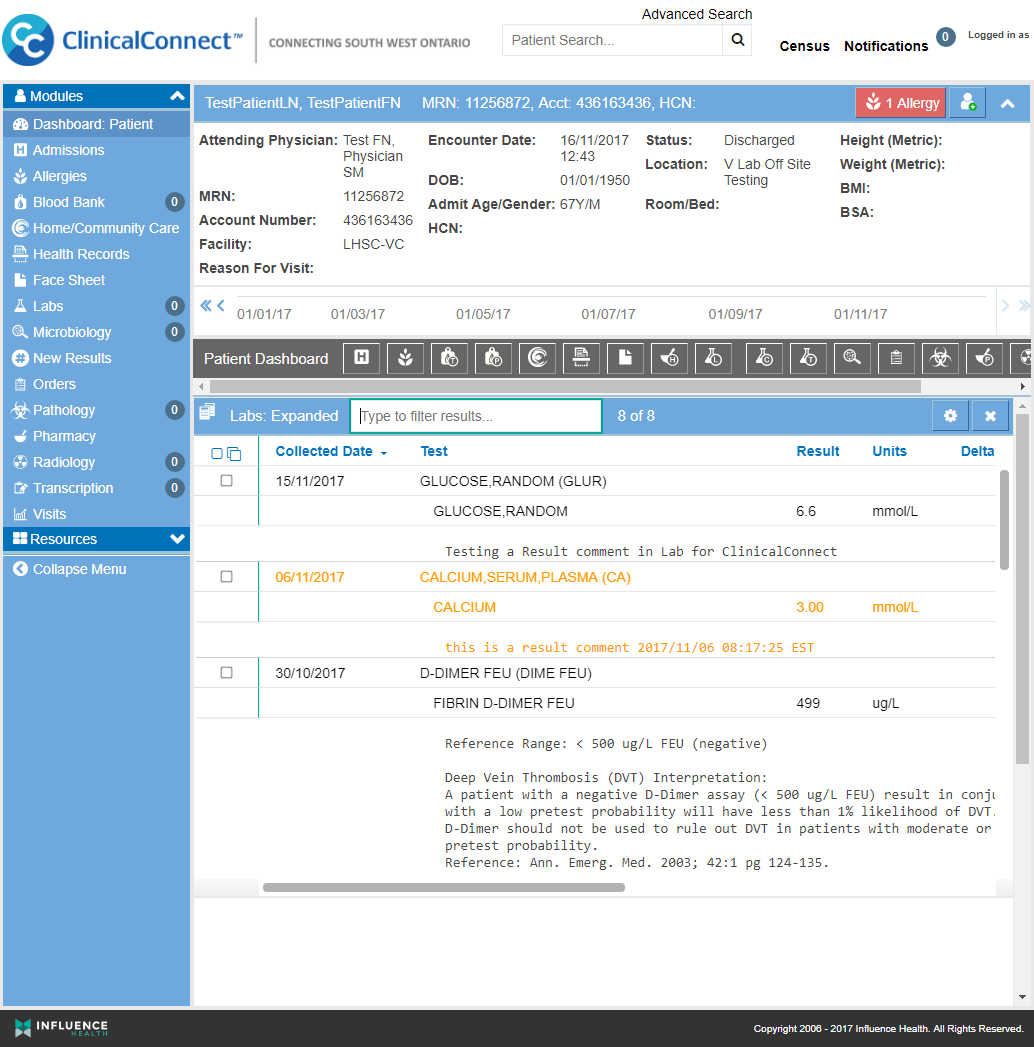 Advanced Search
ClinicalConnect™ CONNECTING SOUTH WEST ONTARIO
Patient Search...
Census Notifications 0 Logged in as
Modules
Dashboard: Patient
Admissions
Allergies
Blood Bank 0
Home/Community Care
Health Records
Face Sheet
Labs 0
Microbiology 0
New Results
Orders
Pathology 0
Pharmacy
Radiology 0
Transcription 0
Visits
Resources
Collapse Menu
TestPatientLN, TestPatientFN MRN: 11256872, Acct: 436163436, HCN: 1 Allergy
Attending Physician: Test FN, Physician SM
MRN: 11256872
Account Number: 436163436
Facility: LHSC-VC
Reason For Visit:
Encounter Date: 16/11/2017 12:43
DOB: 01/01/1950
Admit Age/Gender: 67Y/M
HCN:
Status: Discharged
Location: V Lab Off Site Testing
Room/Bed:
Height (Metric):
Weight (Metric):
BMI:
BSA:
01/01/17 01/03/17 01/05/17 01/07/17 01/09/17 01/11/17
Patient Dashboard
Labs: Expanded Type to filter results... 8 of 8
Collected Date Test Result Units Delta
15/11/2017 GLUCOSE,RANDOM (GLUR)
GLUCOSE,RANDOM 6.6 mmol/L
Testing a Result comment in Lab for ClinicalConnect
06/11/2017 CALCIUM,SERUM,PLASMA (CA)
CALCIUM 3.00 mmol/L
this is a result comment 2017/11/06 08:17:25 EST
30/10/2017 D-DIMER FEU (DIME FEU)
FIBRIN D-DIMER FEU 499 ug/L
Reference Range: < 500 ug/L FEU (negative)
Deep Vein Thrombosis (DVT) Interpretation:
A patient with a negative D-Dimer assay (< 500 ug/L FEU) result in conju
with a low pretest probability will have less than 1% likelihood of DVT.
D-Dimer should not be used to rule out DVT in patients with moderate or
pretest probability.
Reference: Ann. Emerg. Med. 2003; 42:1 pg 124-135.
INFLUENCE
HEALTH
Copyright 2006 - 2017 Influence Health. All Rights Reserved.